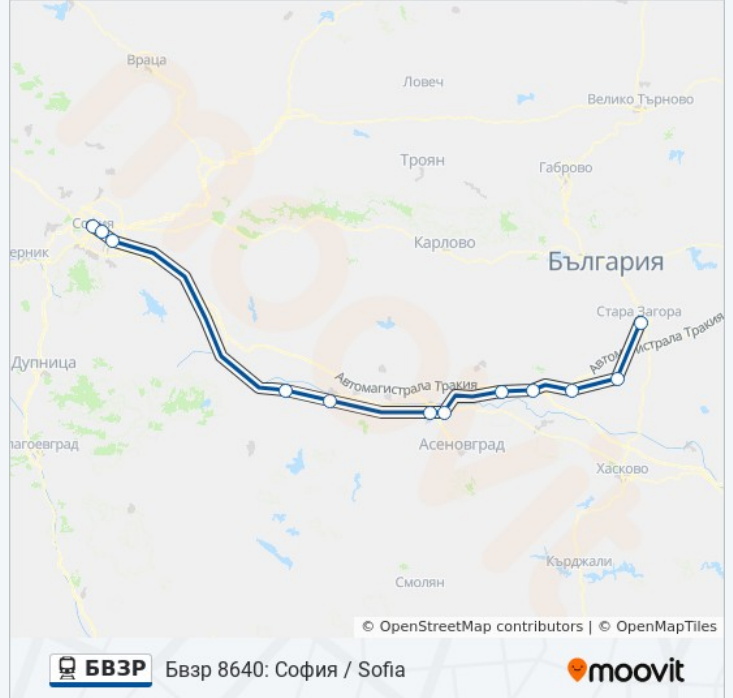 Враца
Ловеч
Велико Търново
Троян
Габрово
София
ерник
Карлово
България
Стара Загора
Автомагистрала Тракия
Дупница
Автомагистрала Тракия
лагоевград
Асеновград
Хасково
Кърджали
Смолян
moovit
© OpenStreetMap contributors | © OpenMapTiles
БВЗР Бвзр 8640: София / Sofia
moovit